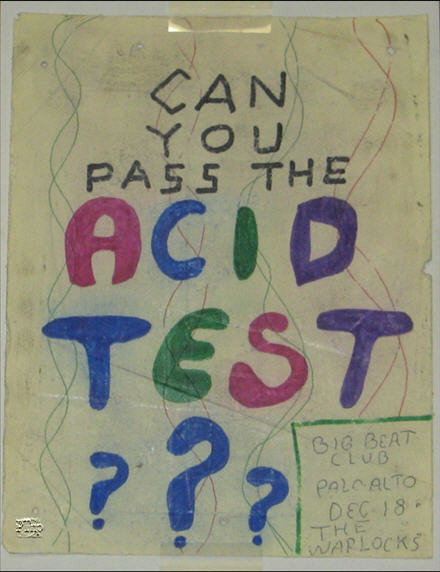 CAN
YOU
PASS THE
ACID
TEST
???
BIG BEAT
CLUB
PALO ALTO
DEC 18
THE
WARLOCKS